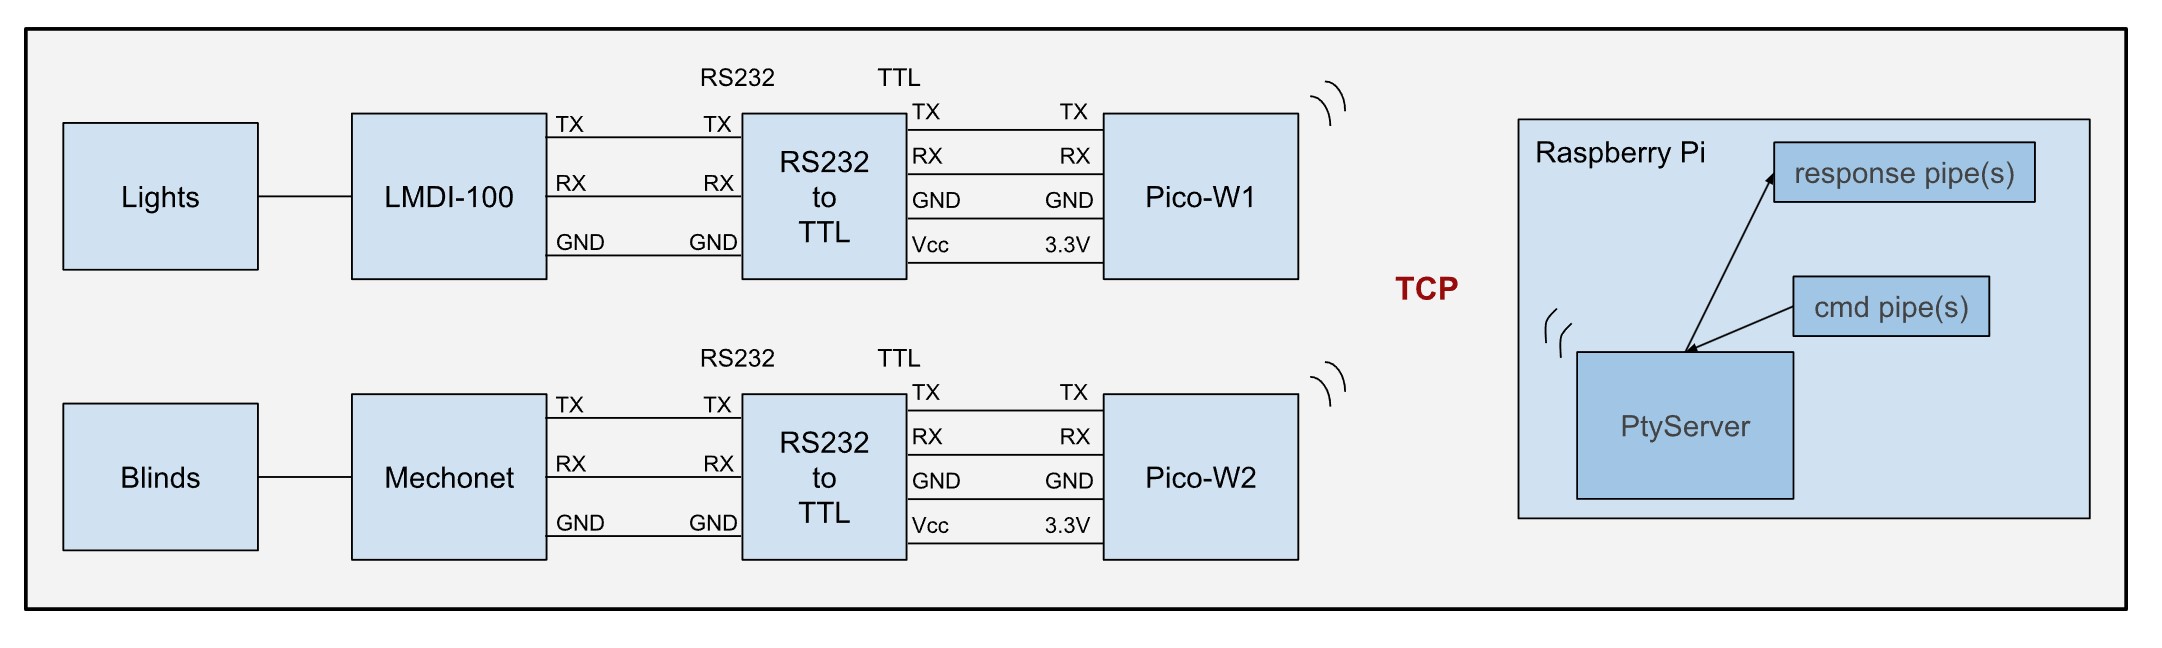 RS232 TTL
Lights
LMDI-100
TX TX
RX RX
GND GND
RS232
to
TTL
TX TX
RX RX
GND GND
Vcc 3.3V
Pico-W1
TCP
Raspberry Pi
response pipe(s)
cmd pipe(s)
PtyServer
RS232 TTL
Blinds
Mechonet
TX TX
RX RX
GND GND
RS232
to
TTL
TX TX
RX RX
GND GND
Vcc 3.3V
Pico-W2